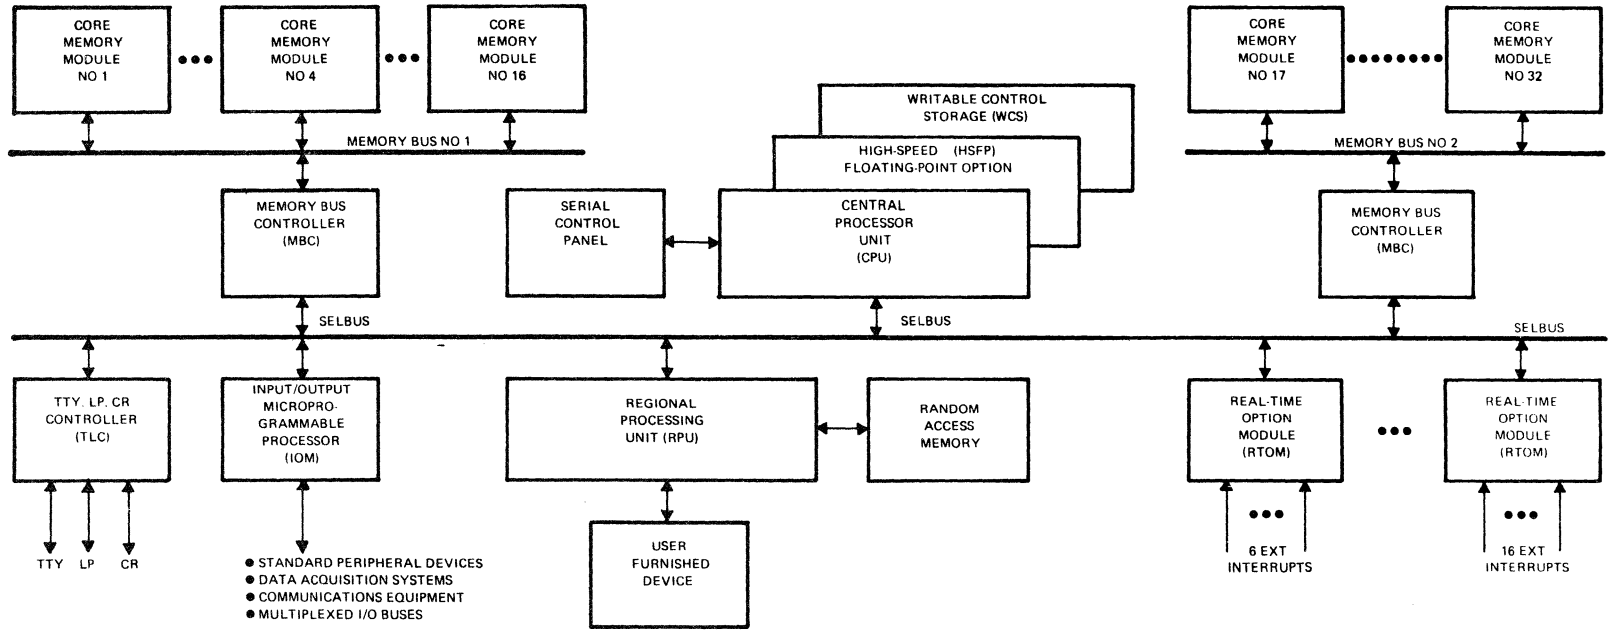 CORE
MEMORY
MODULE
NO 1
CORE
MEMORY
MODULE
NO 4
CORE
MEMORY
MODULE
NO 16
CORE
MEMORY
MODULE
NO 17
CORE
MEMORY
MODULE
NO 32
WRITABLE CONTROL
STORAGE (WCS)
HIGH-SPEED (HSFP)
FLOATING-POINT OPTION
MEMORY BUS NO 1
MEMORY BUS NO 2
MEMORY BUS
CONTROLLER
(MBC)
SERIAL
CONTROL
PANEL
CENTRAL
PROCESSOR
UNIT
(CPU)
MEMORY BUS
CONTROLLER
(MBC)
SELBUS
SELBUS
SELBUS
TTY, LP, CR
CONTROLLER
(TLC)
INPUT/OUTPUT
MICROPRO-
GRAMMABLE
PROCESSOR
(IOM)
REGIONAL
PROCESSING
UNIT (RPU)
RANDOM
ACCESS
MEMORY
REAL-TIME
OPTION
MODULE
(RTOM)
REAL-TIME
OPTION
MODULE
(RTOM)
TTY LP CR
● STANDARD PERIPHERAL DEVICES
● DATA ACQUISITION SYSTEMS
● COMMUNICATIONS EQUIPMENT
● MULTIPLEXED I/O BUSES
USER
FURNISHED
DEVICE
6 EXT
INTERRUPTS
16 EXT
INTERRUPTS